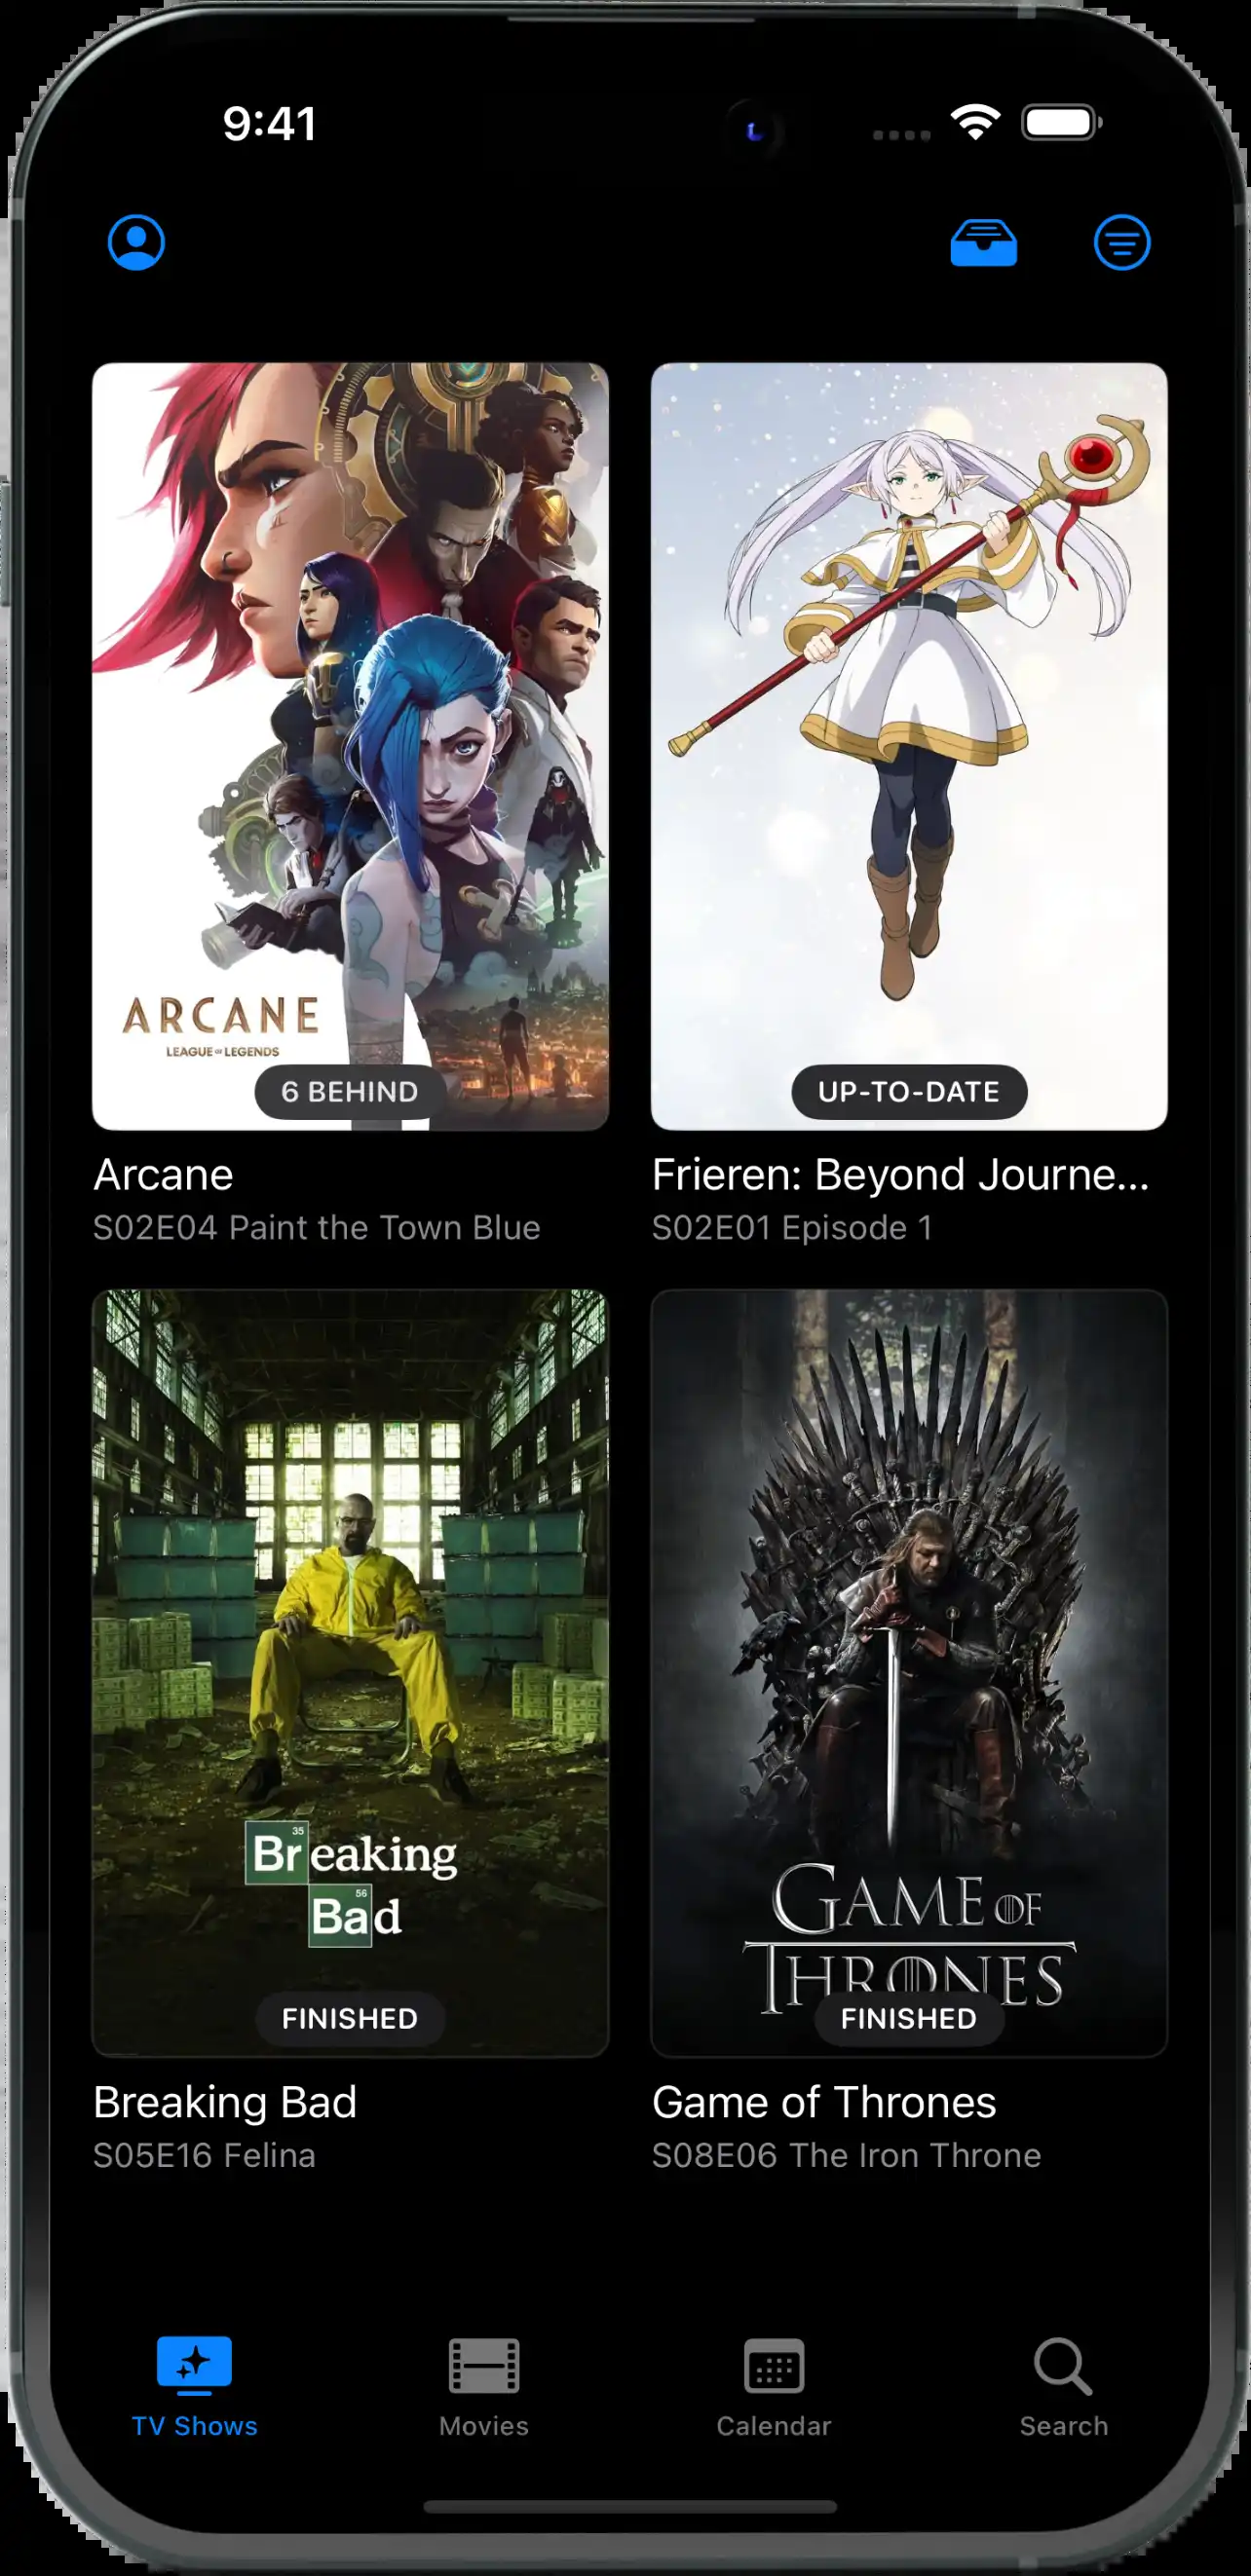 9:41
ARCANE
LEAGUE OF LEGENDS
6 BEHIND
UP-TO-DATE
Arcane
Frieren: Beyond Journe...
S02E04 Paint the Town Blue
S02E01 Episode 1
35
Breaking
56
Bad
FINISHED
GAME OF
THRONES
FINISHED
Breaking Bad
Game of Thrones
S05E16 Felina
S08E06 The Iron Throne
TV Shows
Movies
Calendar
Search